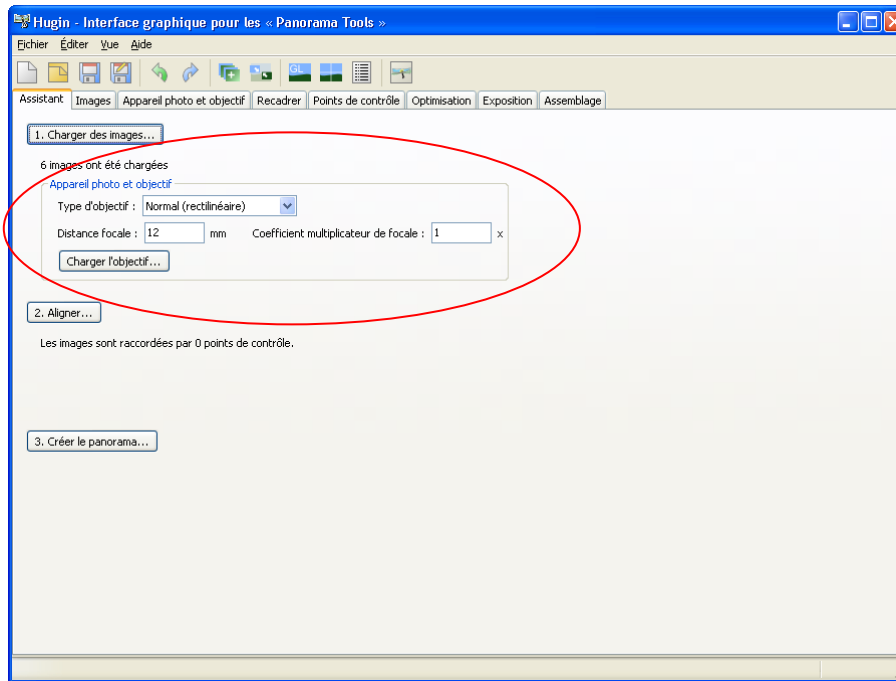 Hugin - Interface graphique pour les « Panorama Tools »
Fichier Éditer Vue Aide
GL
Assistant Images Appareil photo et objectif Recadrer Points de contrôle Optimisation Exposition Assemblage
1. Charger des images...
6 images ont été chargées
Appareil photo et objectif
Type d'objectif : Normal (rectilinéaire)
Distance focale : 12 mm Coefficient multiplicateur de focale : 1 x
Charger l'objectif...
2. Aligner...
Les images sont raccordées par 0 points de contrôle.
3. Créer le panorama...